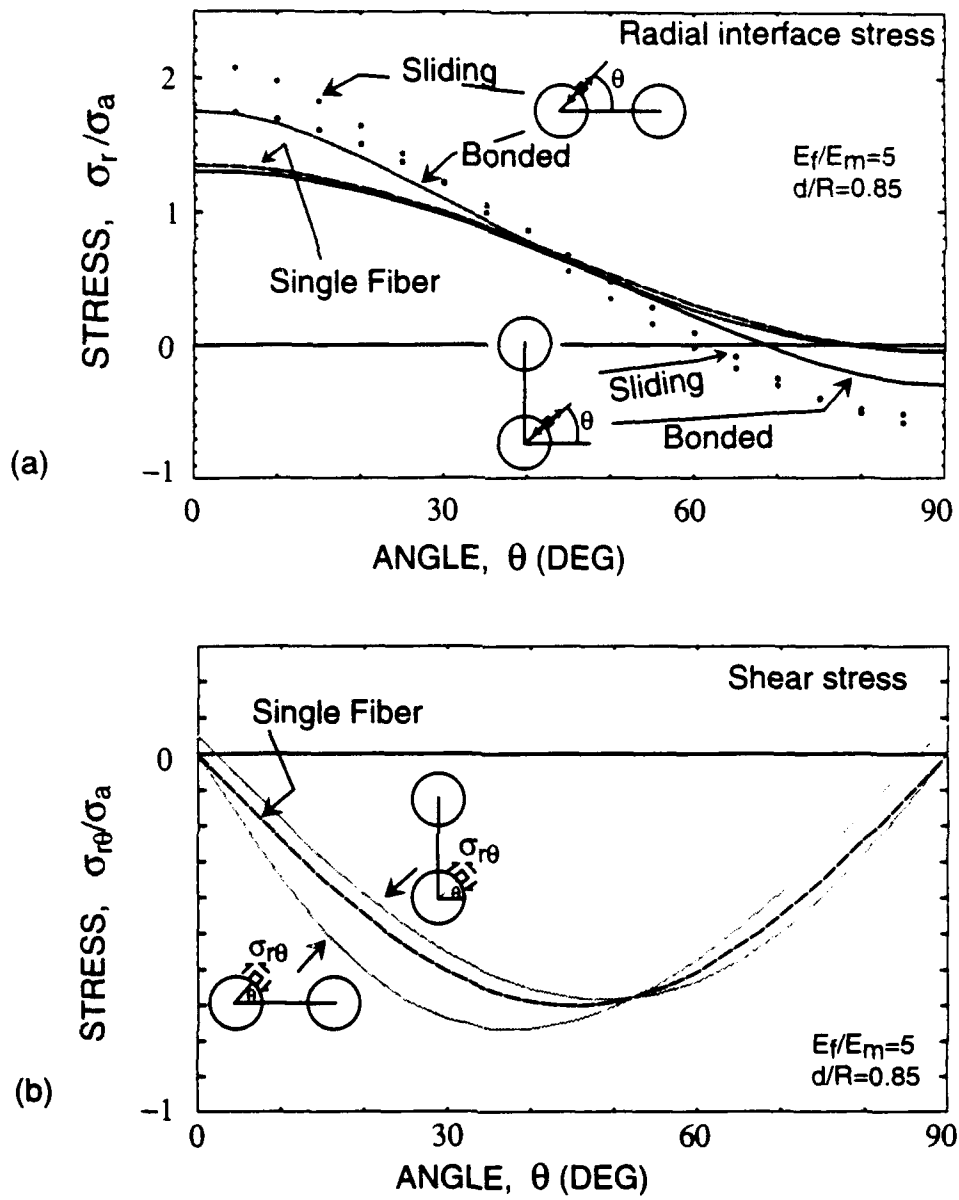 Radial interface stress
2
Sliding
θ
STRESS, σr/σa
Bonded
Ef/Em=5
d/R=0.85
1
Single Fiber
0
Sliding
θ
Bonded
(a)
−1
0
30
60
90
ANGLE, θ (DEG)
Shear stress
Single Fiber
0
STRESS, σrθ/σa
σrθ
θ
σrθ
θ
Ef/Em=5
d/R=0.85
(b)
−1
0
30
60
90
ANGLE, θ (DEG)